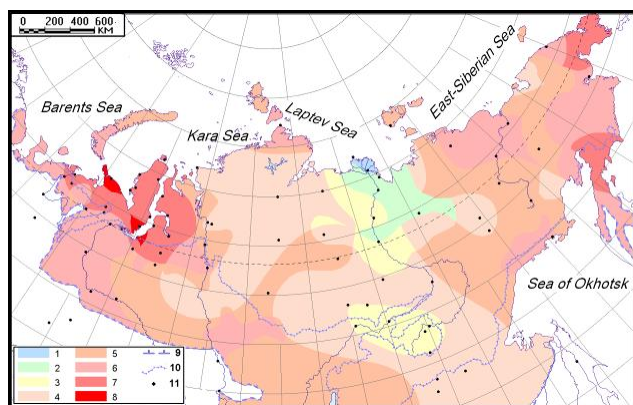 0 200 400 600
KM
Barents Sea
Kara Sea
Laptev Sea
East-Siberian Sea
Sea of Okhotsk
1 5 9
2 6 10
3 7 11
4 8